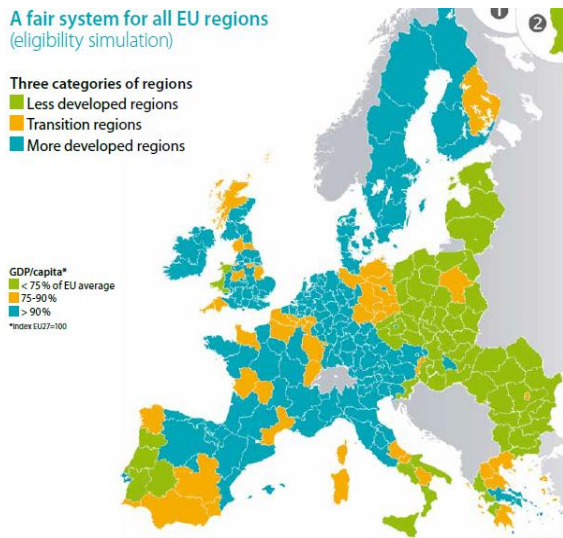 A fair system for all EU regions
(eligibility simulation)
1
2
Three categories of regions
Less developed regions
Transition regions
More developed regions
GDP/capita*
< 75% of EU average
75-90%
> 90%
*index EU27=100